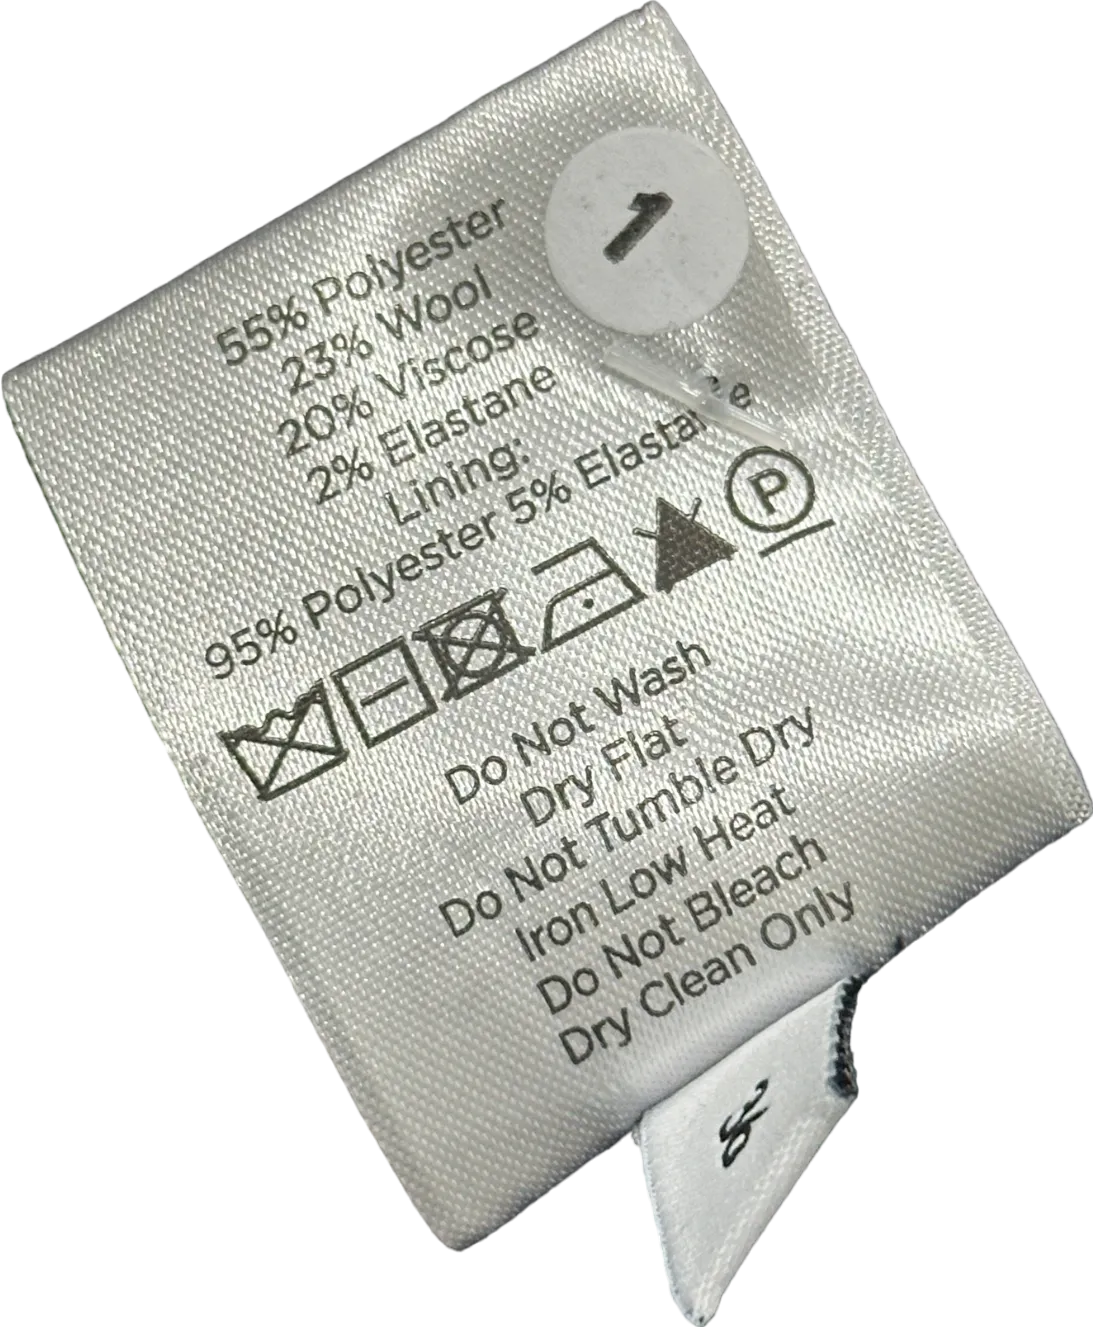 1
55% Polyester
23% Wool
20% Viscose
2% Elastane
Lining:
95% Polyester 5% Elastane
P
Do Not Wash
Dry Flat
Do Not Tumble Dry
Iron Low Heat
Do Not Bleach
Dry Clean Only